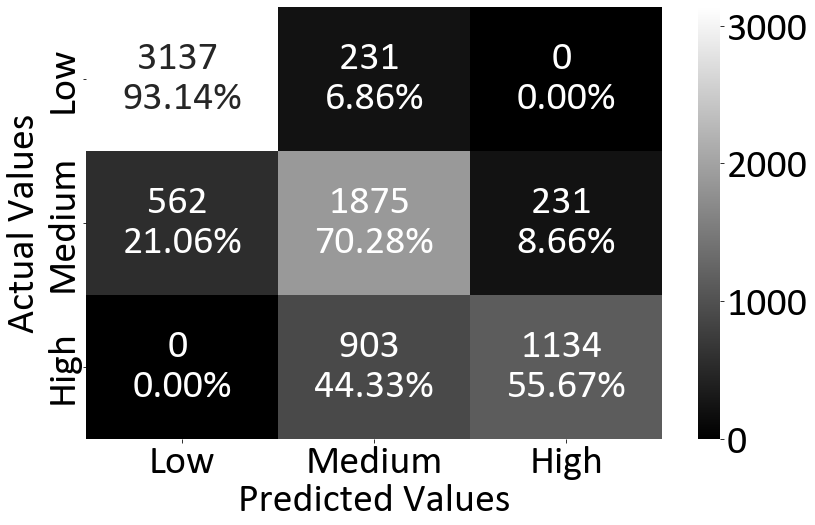 3137 231 0
93.14% 6.86% 0.00%
562 1875 231
21.06% 70.28% 8.66%
0 903 1134
0.00% 44.33% 55.67%
Low
Medium
High
Actual Values
Low Medium High
Predicted Values
3000
2000
1000
0